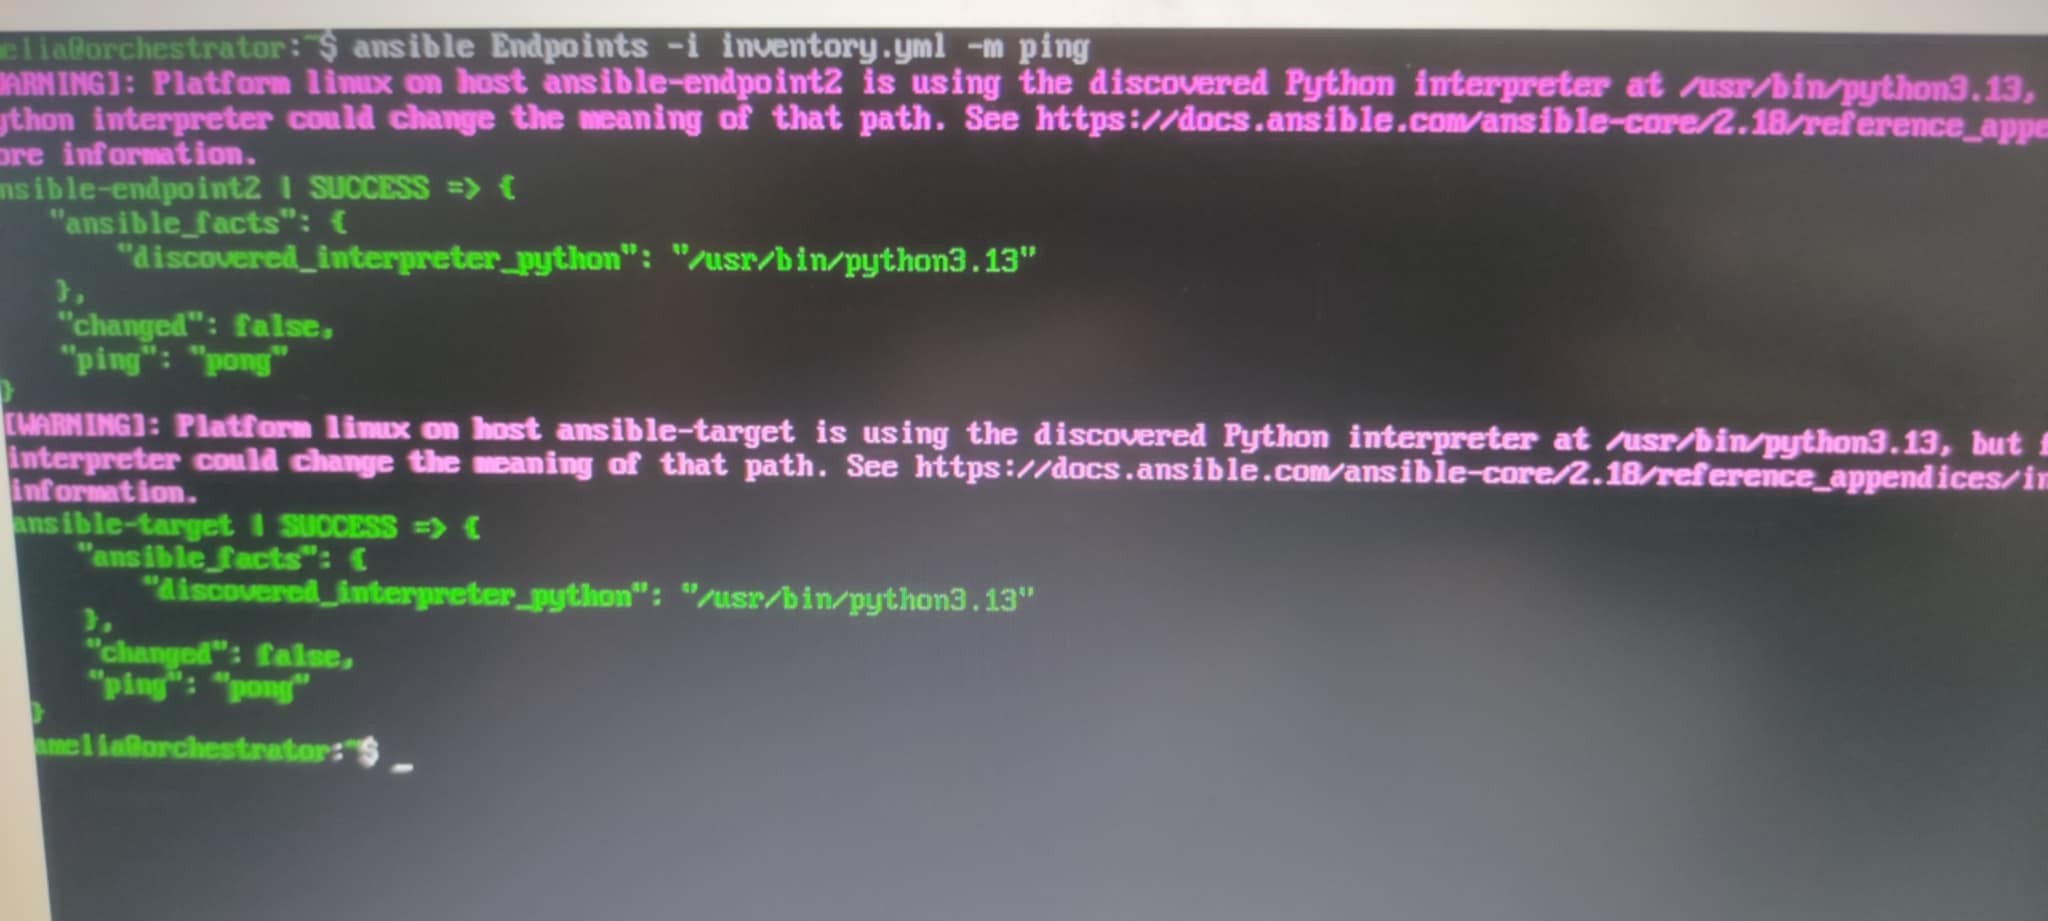 elia@orchestrator:~$ ansible Endpoints -i inventory.yml -m ping
WARNING]: Platform linux on host ansible-endpoint2 is using the discovered Python interpreter at /usr/bin/python3.13,
ython interpreter could change the meaning of that path. See https://docs.ansible.com/ansible-core/2.18/reference_appe
ore information.
nsible-endpoint2 | SUCCESS => {
"ansible_facts": {
"discovered_interpreter_python": "/usr/bin/python3.13"
},
"changed": false,
"ping": "pong"
}
[WARNING]: Platform linux on host ansible-target is using the discovered Python interpreter at /usr/bin/python3.13, but
interpreter could change the meaning of that path. See https://docs.ansible.com/ansible-core/2.18/reference_appendices/in
information.
ansible-target | SUCCESS => {
"ansible_facts": {
"discovered_interpreter_python": "/usr/bin/python3.13"
},
"changed": false,
"ping": "pong"
}
amelia@orchestrator:~$ _